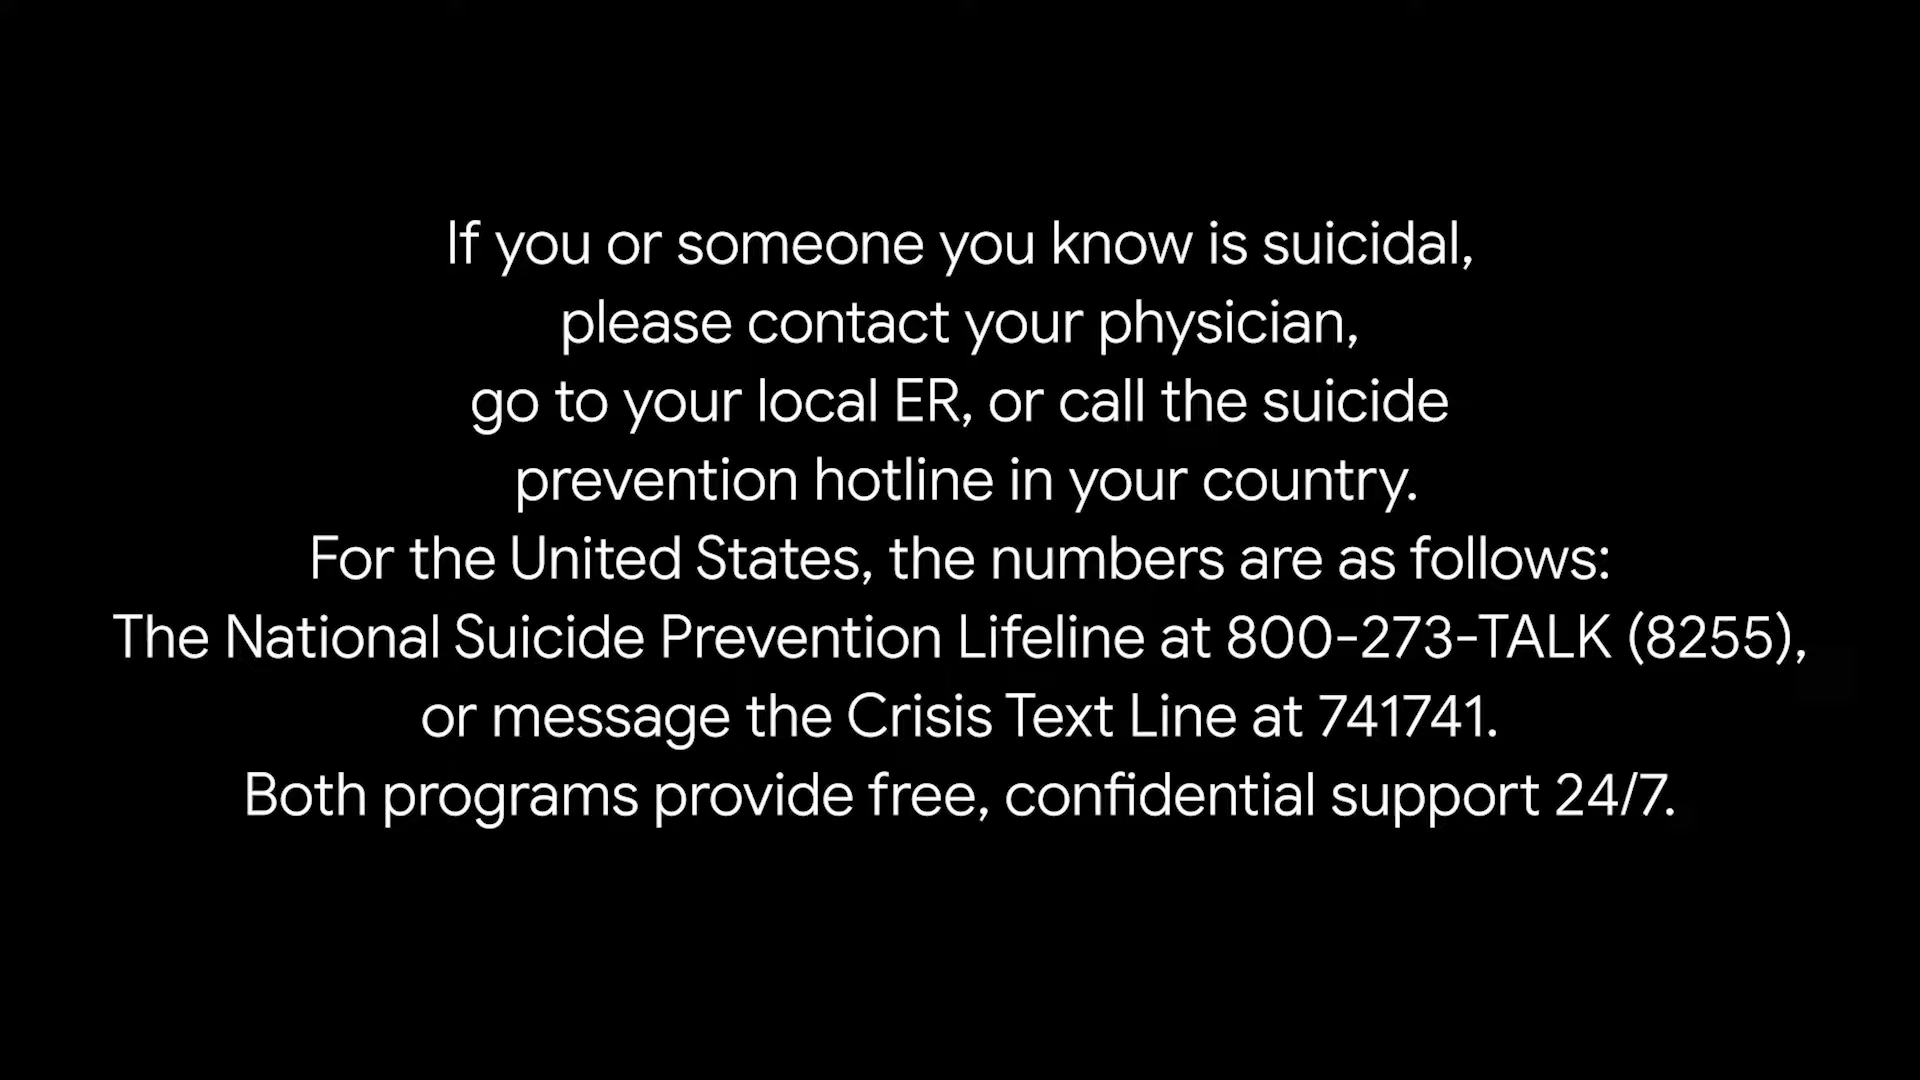 If you or someone you know is suicidal,
please contact your physician,
go to your local ER, or call the suicide
prevention hotline in your country.
For the United States, the numbers are as follows:
The National Suicide Prevention Lifeline at 800-273-TALK (8255),
or message the Crisis Text Line at 741741.
Both programs provide free, confidential support 24/7.